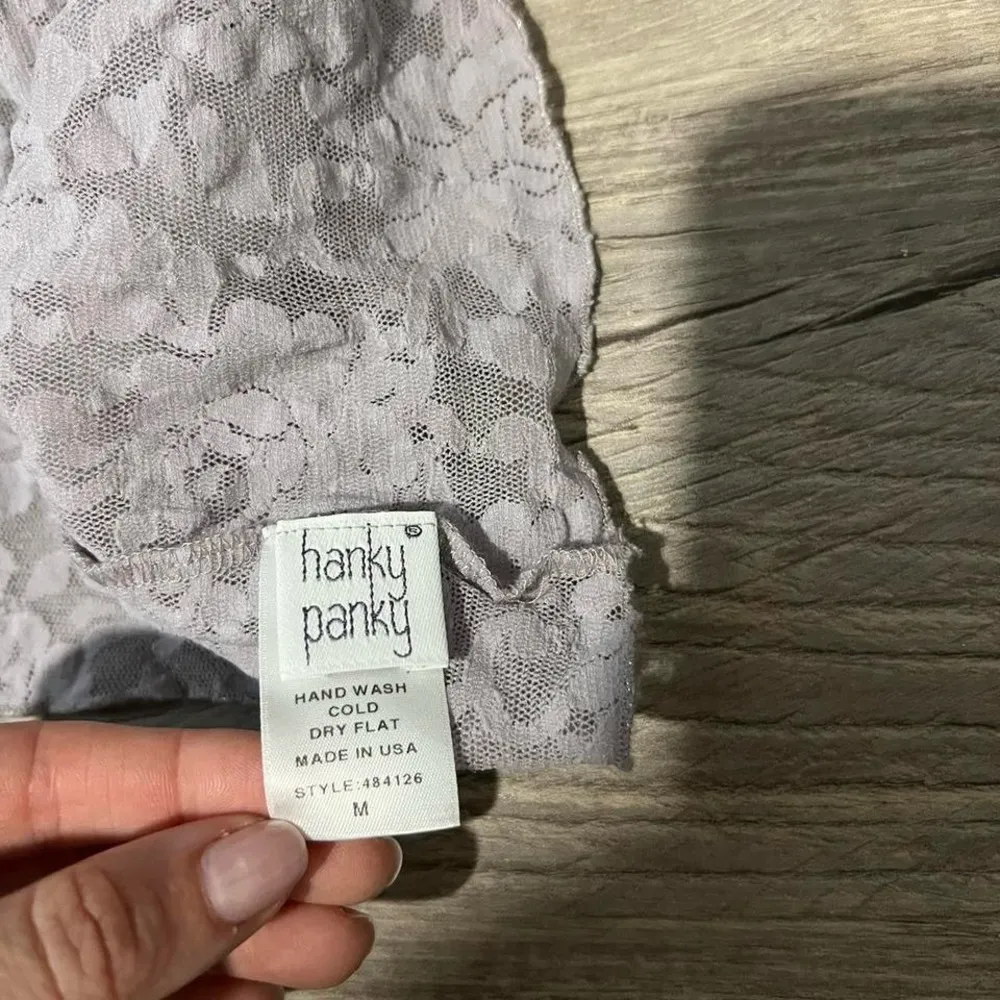 hanky®
panky
HAND WASH
COLD
DRY FLAT
MADE IN USA
STYLE:484126
M